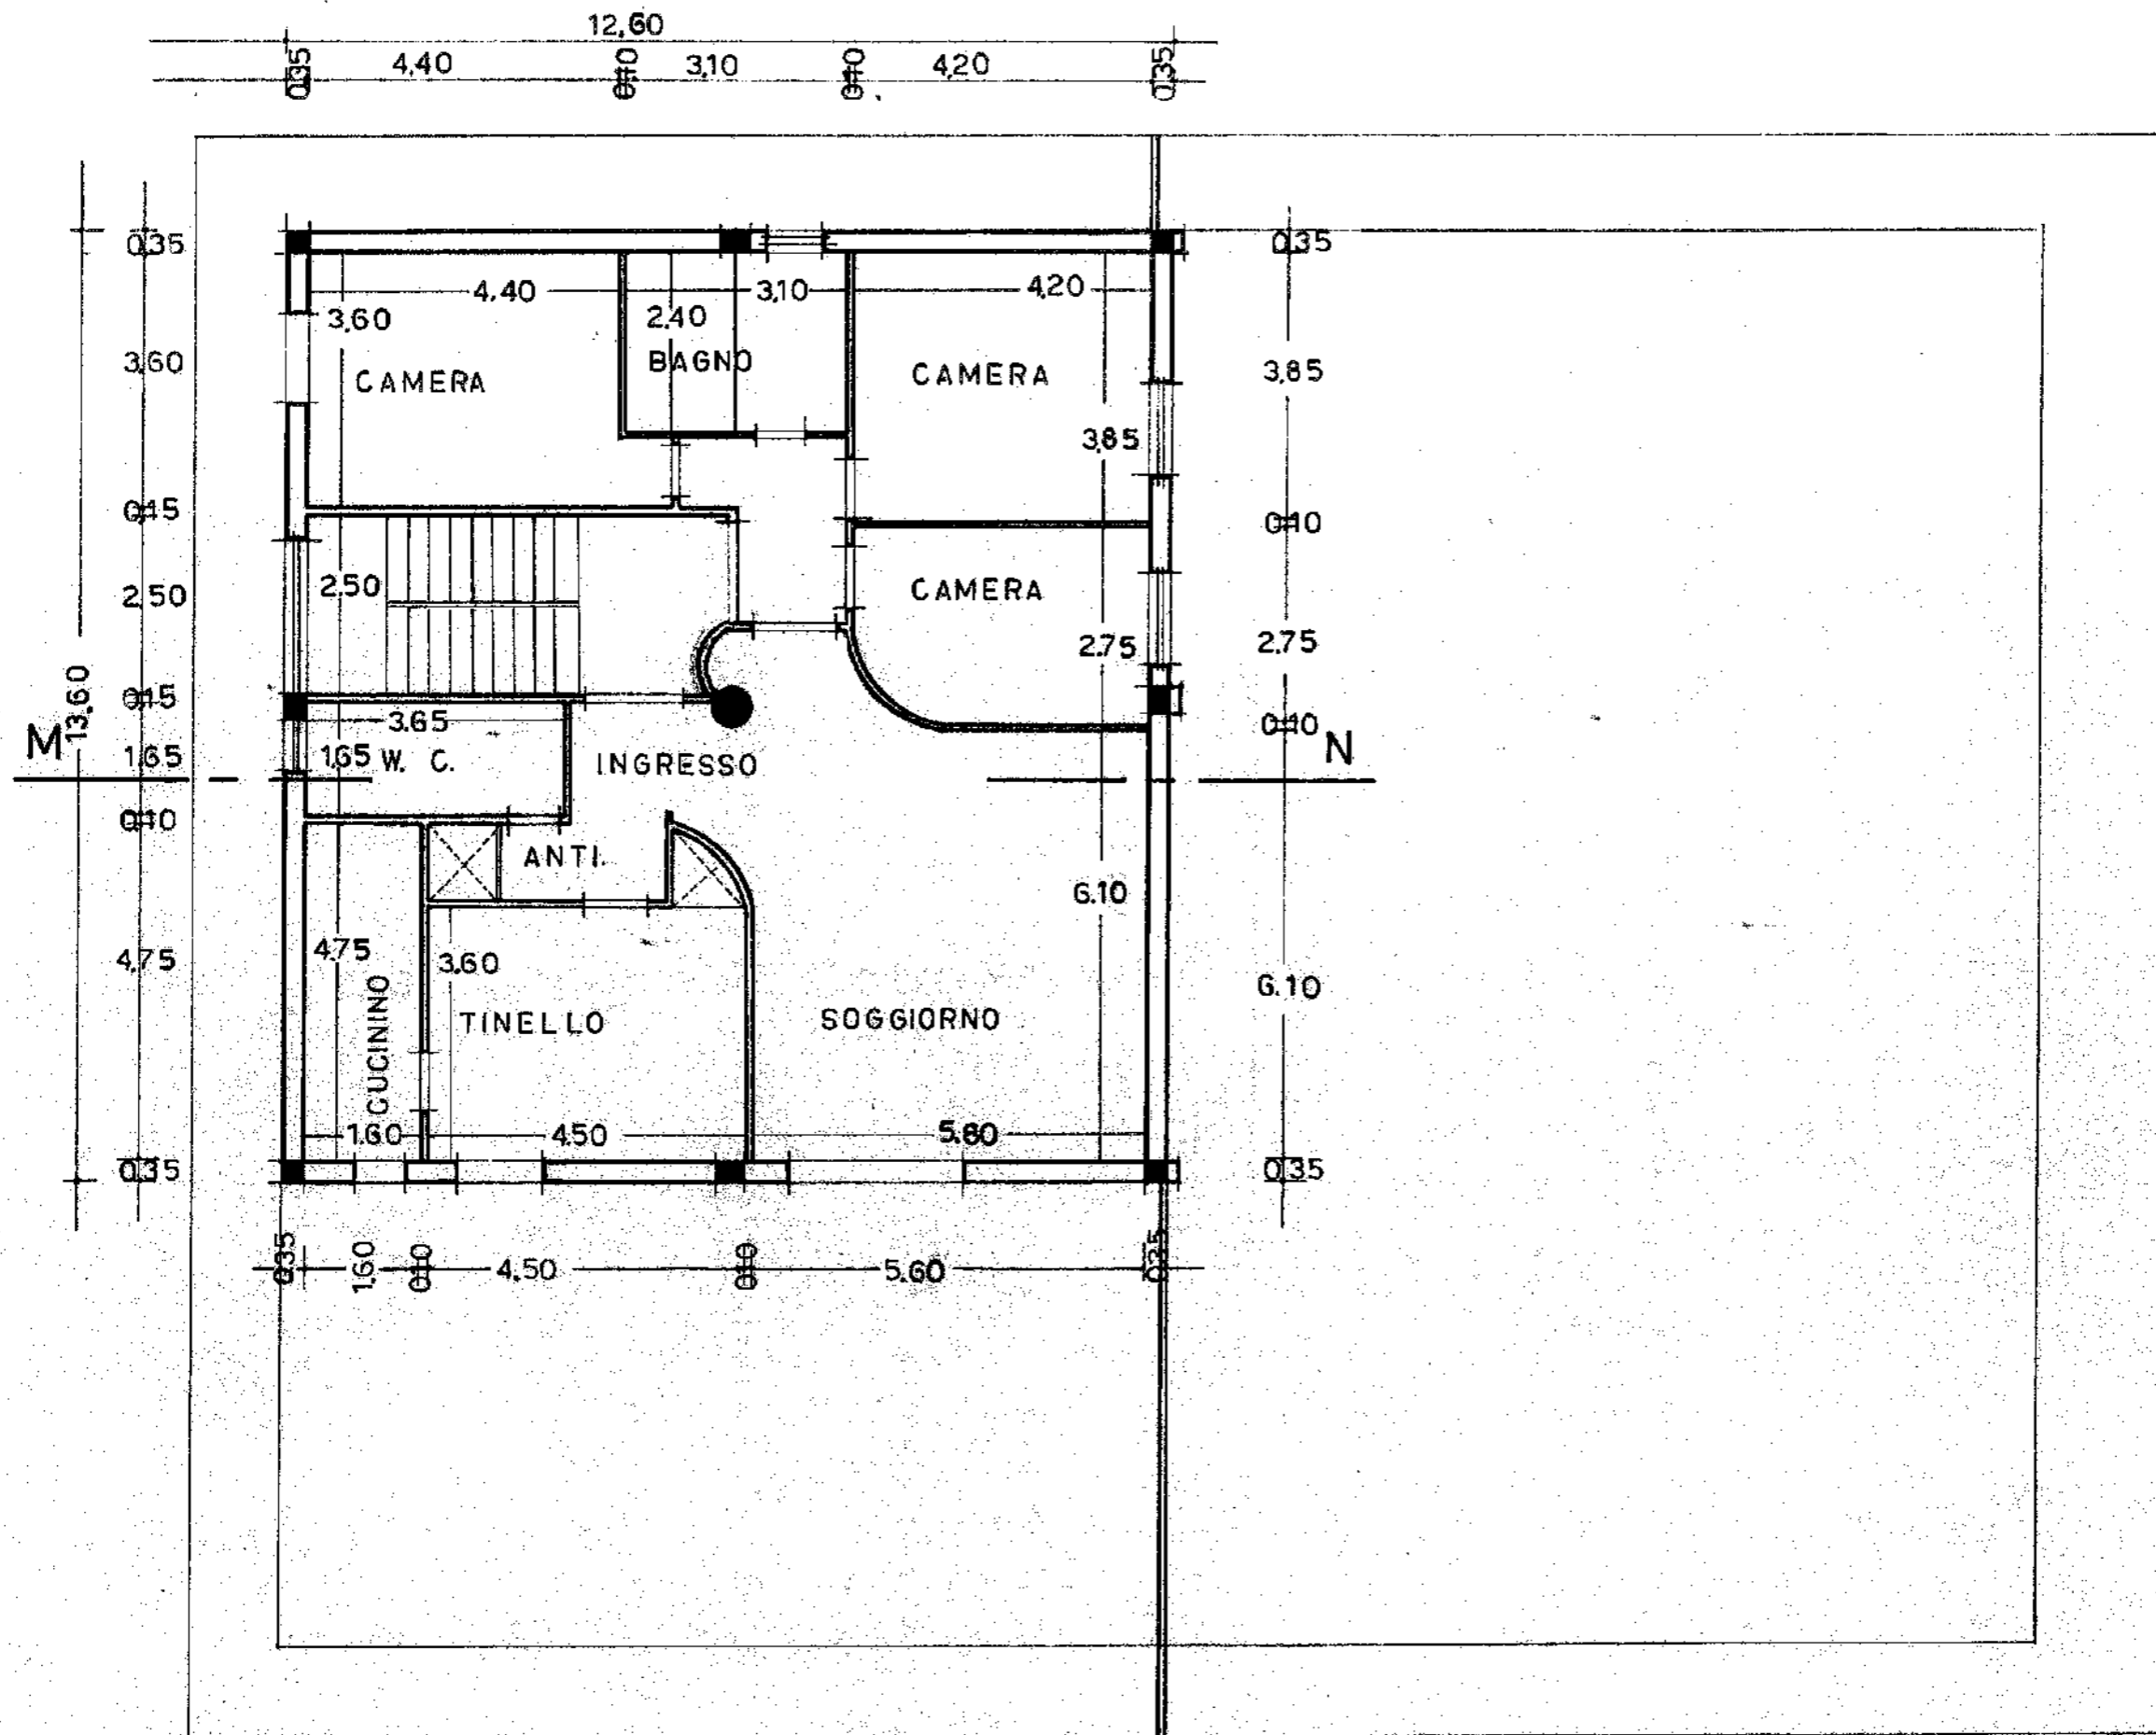 12,60
0,35 4,40 0,10 3,10 0,10 4,20 0,35
0,35 0,35
4,40 3,10 4,20
3,60 2,40
3,60 BAGNO 3,85
CAMERA CAMERA
3,85
0,15 0,10
2,50 2,50 CAMERA
2.75 2.75
13,60
0,15 3.65 0,10
M 1,65 1,65 W. C. INGRESSO N
0,10
ANTI.
6.10
4,75 4,75 3.60 6.10
CUCININO TINELLO SOGGIORNO
1.60 4.50 5.60
0,35 0,35
0,35 1,60 0,10 4.50 0,10 5.60 0,35